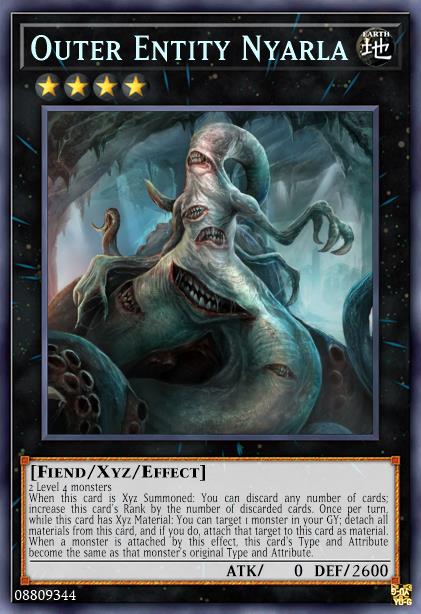 Outer Entity Nyarla
EARTH
地
[Fiend/Xyz/Effect]
2 Level 4 monsters
When this card is Xyz Summoned: You can discard any number of cards;
increase this card's Rank by the number of discarded cards. Once per turn,
while this card has Xyz Material: You can target 1 monster in your GY; detach all
materials from this card, and if you do, attach that target to this card as material.
When a monster is attached by this effect, this card's Type and Attribute
become the same as that monster's original Type and Attribute.
ATK/ 0 DEF/2600
08809344